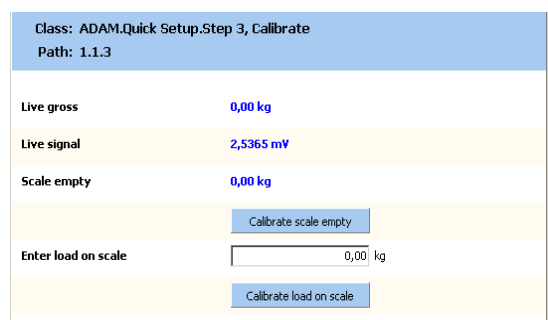 Class: ADAM.Quick Setup.Step 3, Calibrate
Path: 1.1.3
Live gross 0,00 kg
Live signal 2,5365 mV
Scale empty 0,00 kg
Calibrate scale empty
Enter load on scale 0,00 kg
Calibrate load on scale